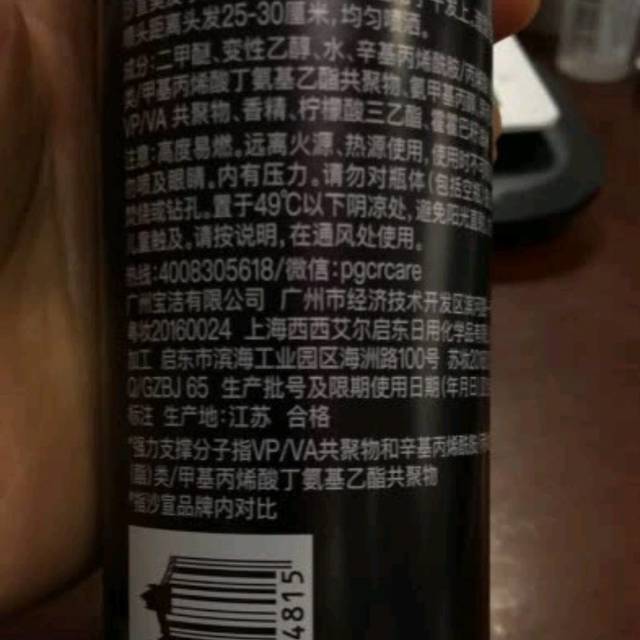 喷头距离头发25-30厘米,均匀喷洒。
成分:二甲醚、变性乙醇、水、辛基丙烯酰胺/丙烯
类/甲基丙烯酸丁氨基乙酯共聚物、氨甲基丙醇、
VP/VA 共聚物、香精、柠檬酸三乙酯、
注意:高度易燃,远离火源、热源使用。使用时
及眼睛。内有压力。请勿对瓶体(包括空瓶
或钻孔。置于49℃以下阴凉处,避免阳光直
儿童触及。请按说明,在通风处使用。
热线:4008305618/微信:pgcrcare
广州宝洁有限公司 广州市经济技术开发区
粤妆20160024 上海西西艾尔启东日用化学品有
加工 启东市滨海工业园区海洲路100号 苏妆
Q/GZBJ 65 生产批号及限期使用日期(年月日)
标注 生产地:江苏 合格
*强力支撑分子指VP/VA共聚物和辛基丙烯酰
酯)类/甲基丙烯酸丁氨基乙酯共聚物
*指沙宣品牌内对比
4815